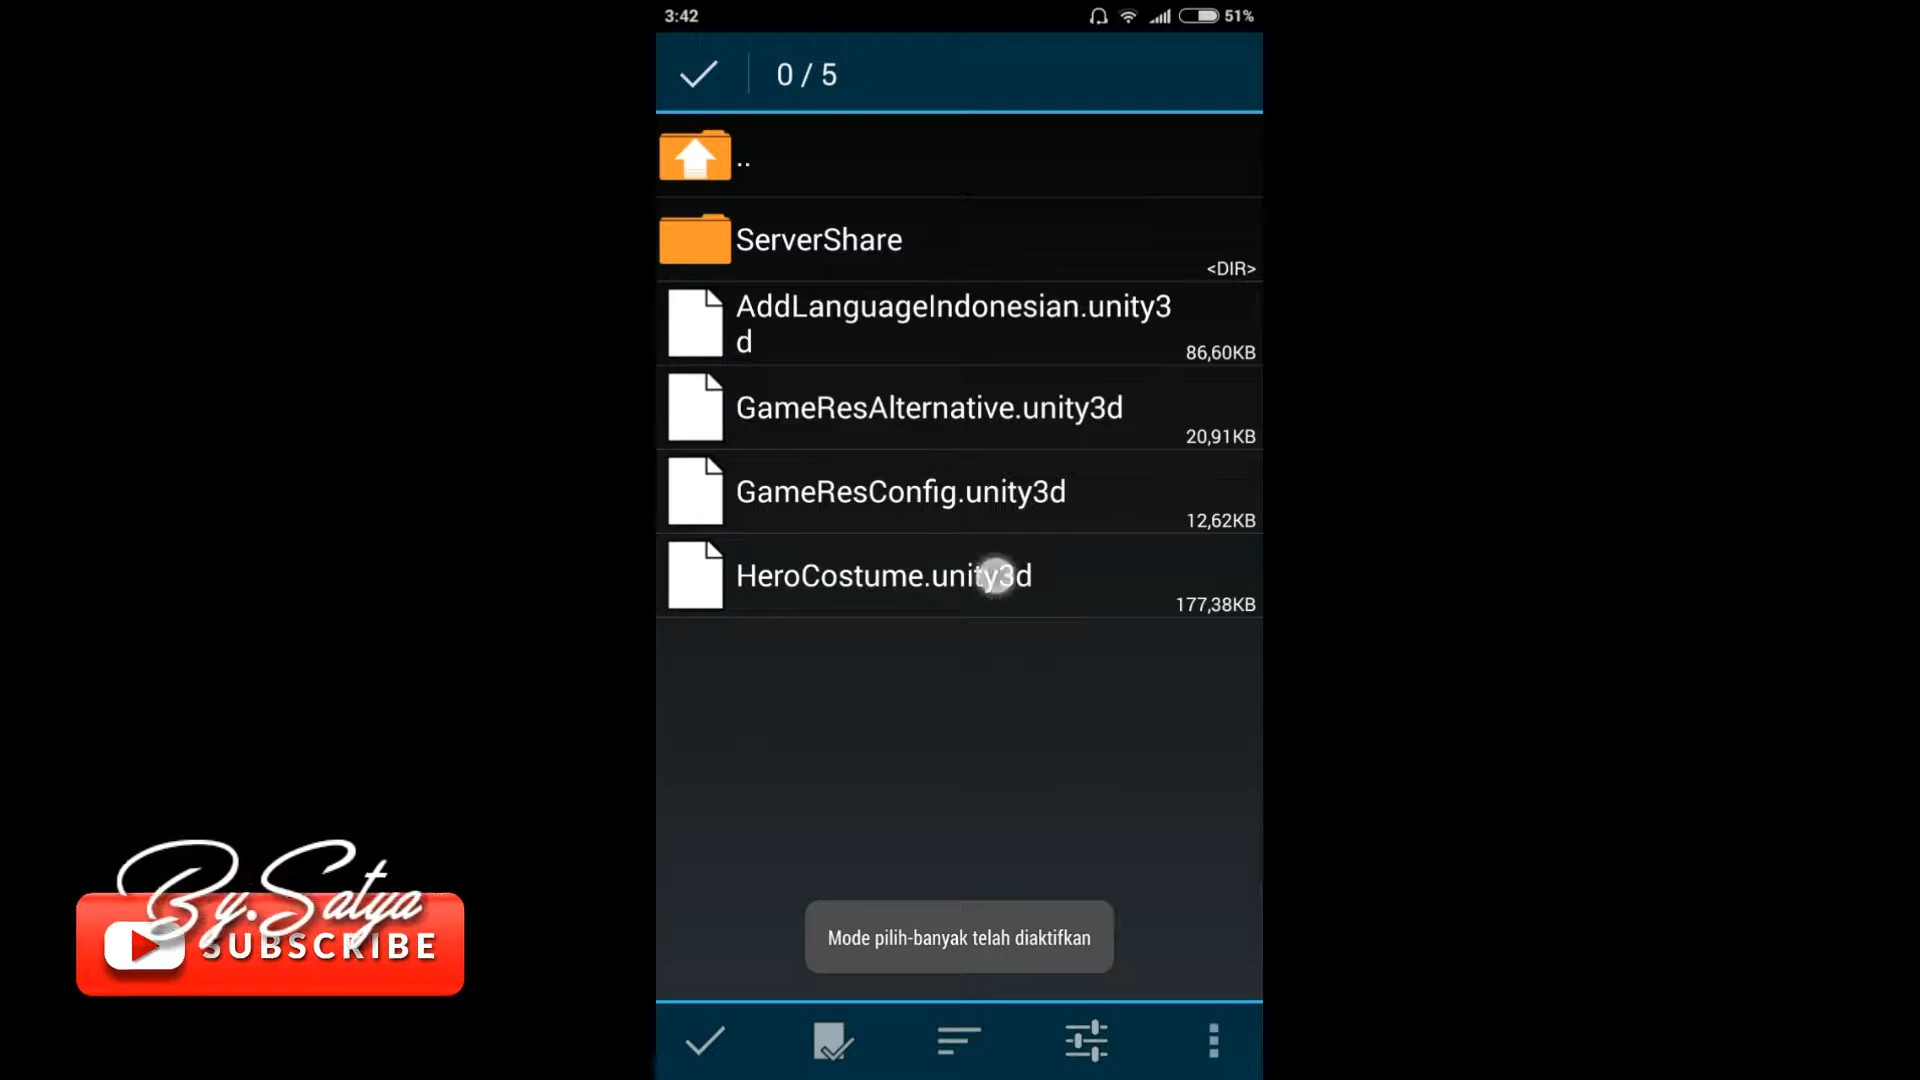 3:42
51%
0 / 5
..
ServerShare
<DIR>
AddLanguageIndonesian.unity3
d
86,60KB
GameResAlternative.unity3d
20,91KB
GameResConfig.unity3d
12,62KB
HeroCostume.unity3d
177,38KB
By.Satya
SUBSCRIBE
Mode pilih-banyak telah diaktifkan